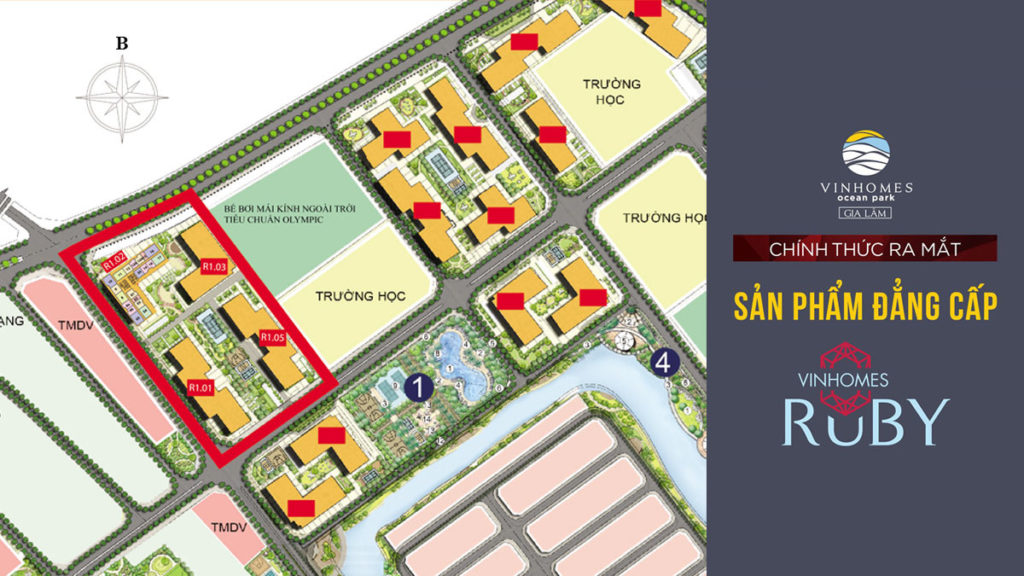 B
TRƯỜNG
HỌC
BÊ BƠI MÁI KÍNH NGOÀI TRỜI
TIÊU CHUẨN OLYMPIC
TRƯỜNG HỌC
TRƯỜNG HỌC
R1.02
R1.03
R1.05
R1.01
ẠNG
TMDV
TMDV
1
4
VINHOMES
ocean park
GIA LÂM
CHÍNH THỨC RA MẮT
SẢN PHẨM ĐẲNG CẤP
VINHOMES
RUBY